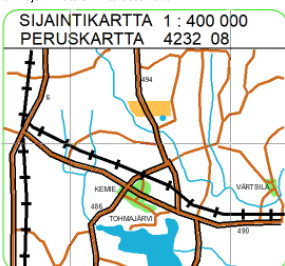 SIJAINTIKARTTA 1 : 400 000
PERUSKARTTA 4232 08
494
6
KEMIE
VÄRTSILÄ
486
TOHMAJÄRVI
490